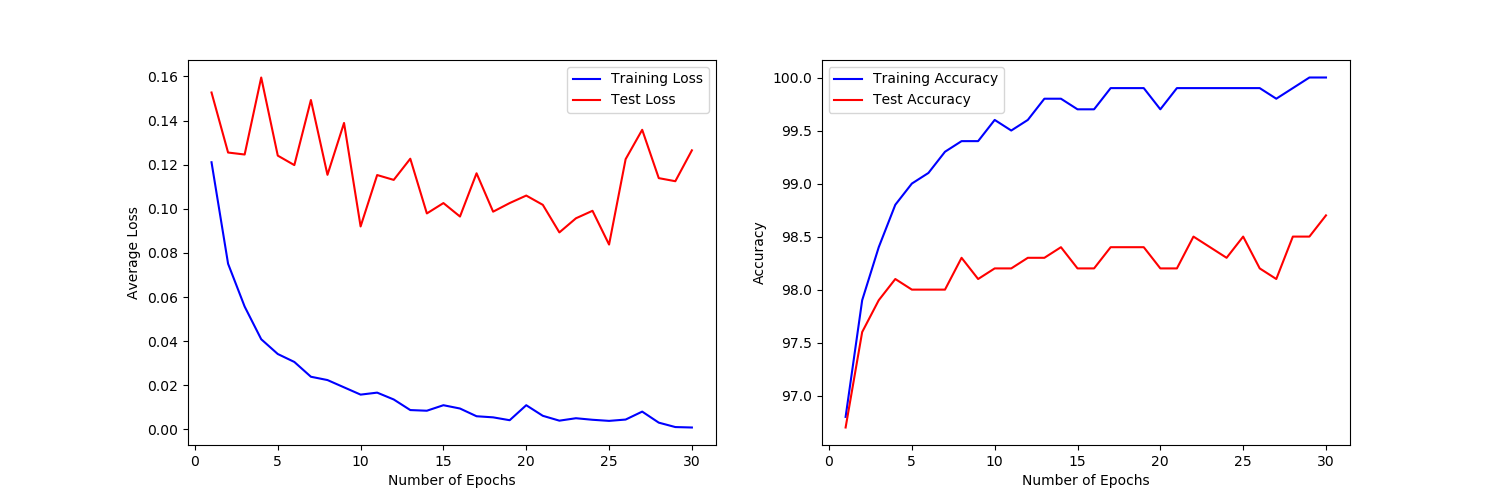 Training Loss
Test Loss
0.16
0.14
0.12
0.10
0.08
0.06
0.04
0.02
0.00
Average Loss
0 5 10 15 20 25 30
Number of Epochs
Training Accuracy
Test Accuracy
100.0
99.5
99.0
98.5
98.0
97.5
97.0
Accuracy
0 5 10 15 20 25 30
Number of Epochs